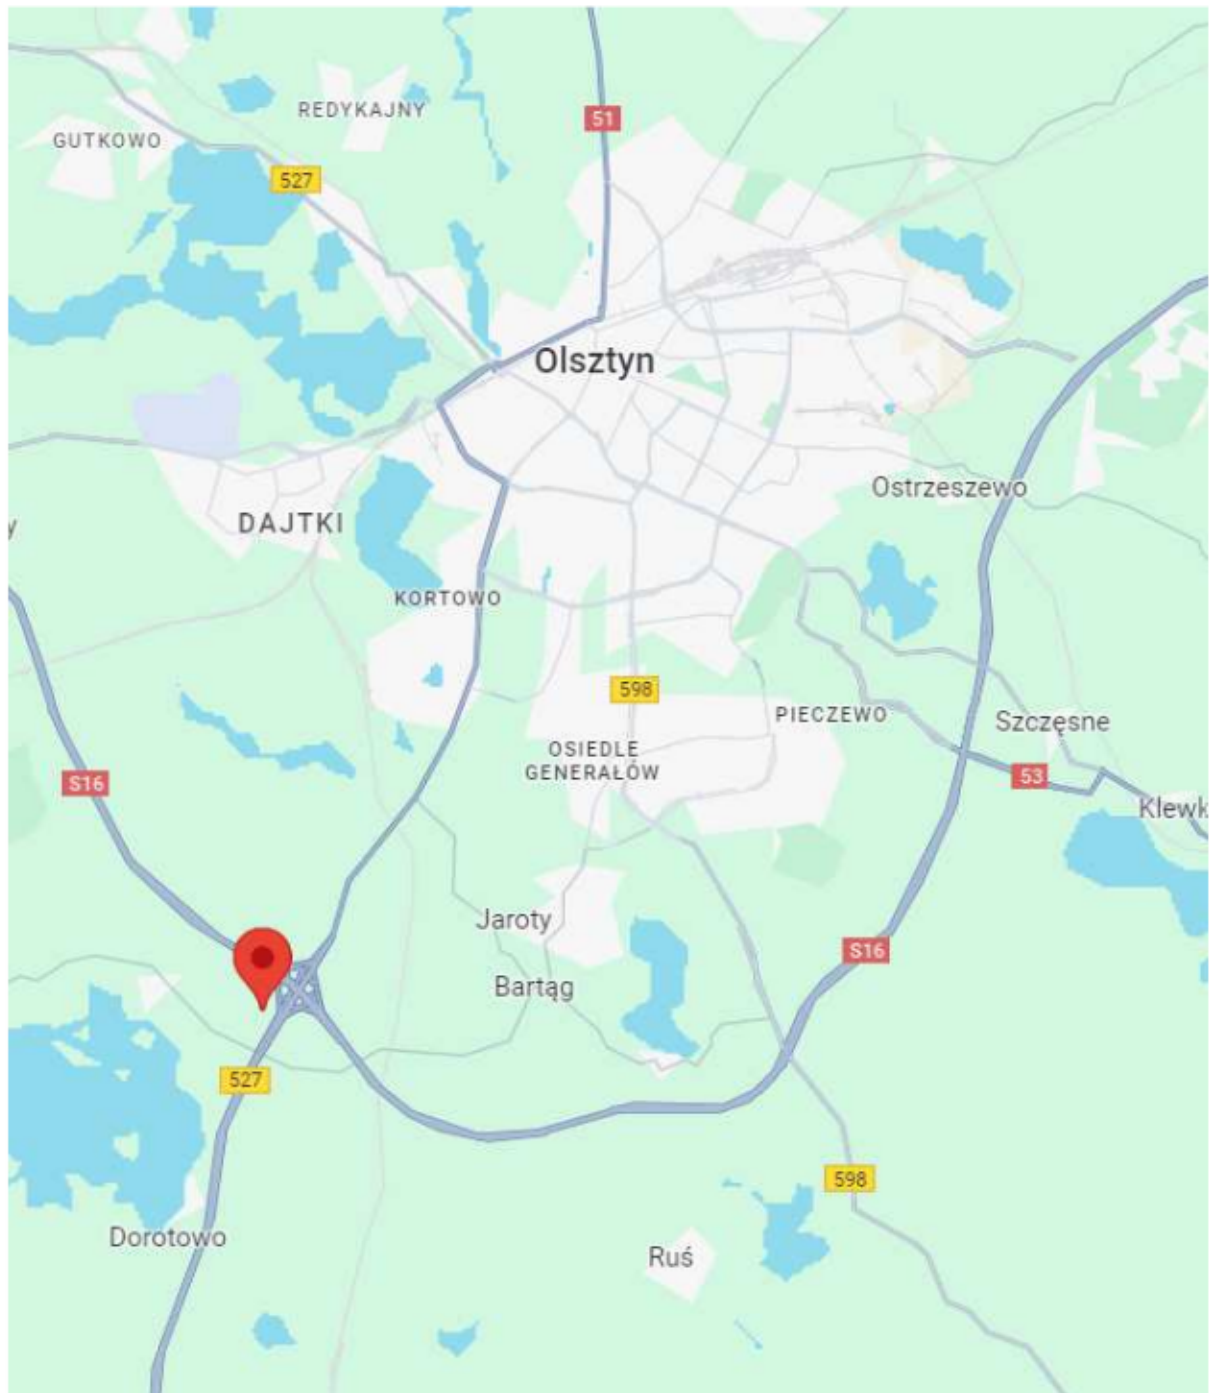 51
REDYKAJNY
GUTKOWO
527
Olsztyn
Ostrzeszewo
DAJTKI
y
KORTOWO
598
PIECZEWO
Szczęsne
OSIEDLE
GENERAŁÓW
S16
53
Klewk
Jaroty
S16
Bartąg
527
598
Dorotowo
Ruś